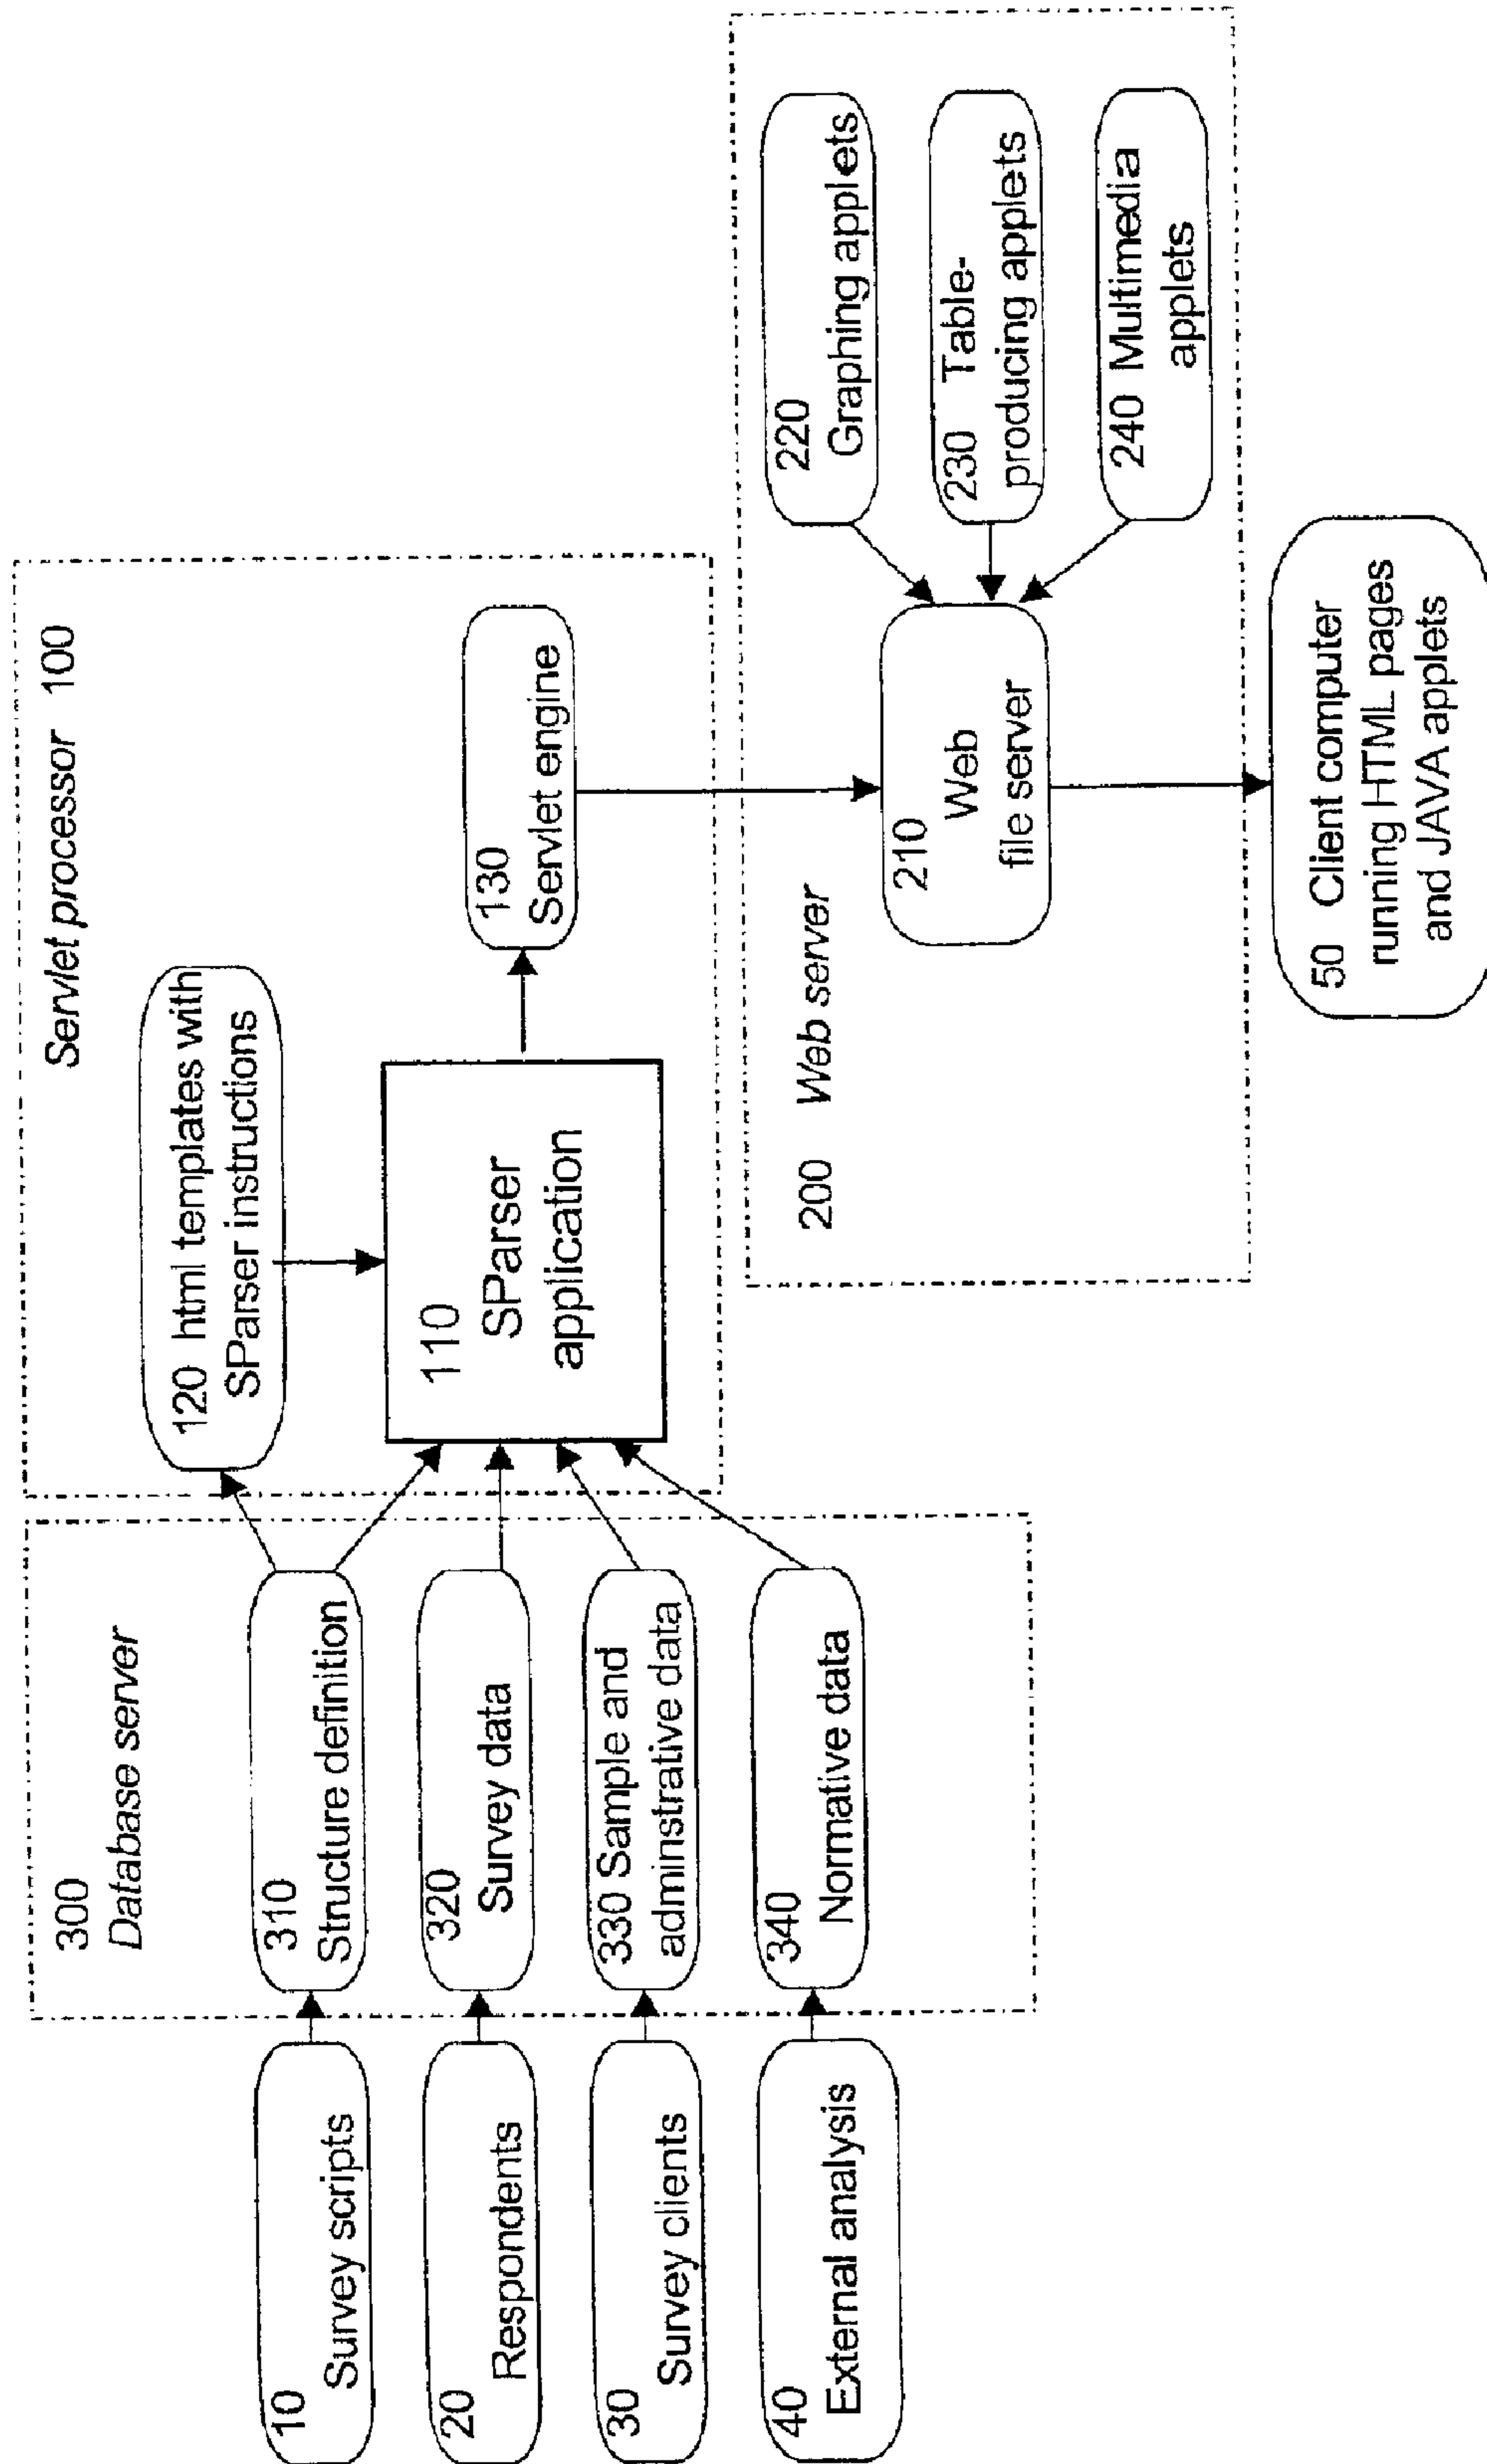 300
Database server
Servlet processor 100
10
Survey scripts
310
Structure definition
120 html templates with
SParser instructions
20
Respondents
320
Survey data
110
SParser
application
130
Servlet engine
30
Survey clients
330 Sample and
adminstrative data
40
External analysis
340
Normative data
200 Web server
210
Web
file server
220
Graphing applets
230 Table-
producing applets
240 Multimedia
applets
50 Client computer
running HTML pages
and JAVA applets